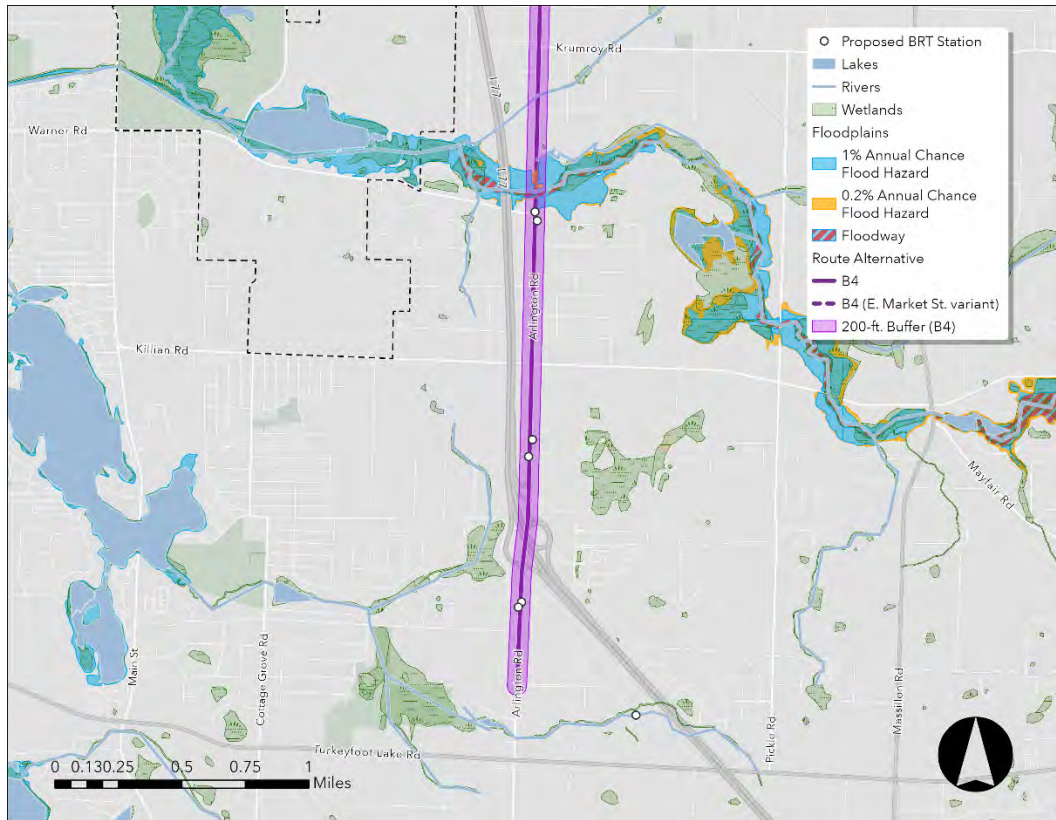 Krumroy Rd
I 77
Warner Rd
I 77
Arlington Rd
Killian Rd
Mayfair Rd
Main St
Cottage Grove Rd
Arlington Rd
Pickle Rd
Massillon Rd
Turkeyfoot Lake Rd
Proposed BRT Station
Lakes
Rivers
Wetlands
Floodplains
1% Annual Chance
Flood Hazard
0.2% Annual Chance
Flood Hazard
Floodway
Route Alternative
B4
B4 (E. Market St. variant)
200-ft. Buffer (B4)
0 0.130.25 0.5 0.75 1
Miles